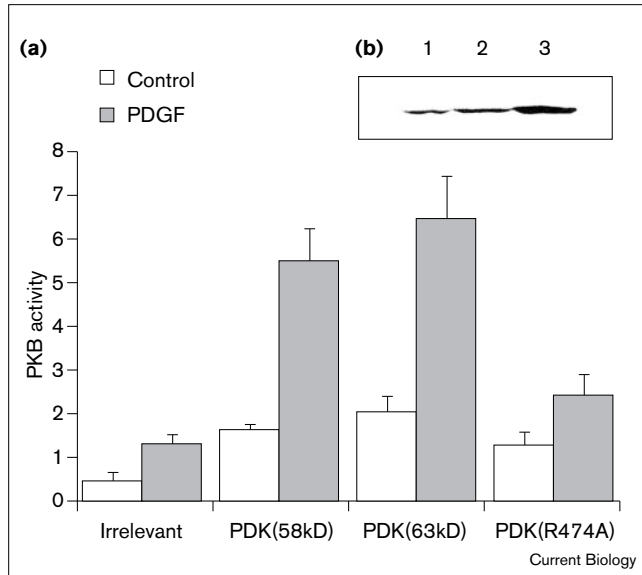 (a)
(b)
1 2 3
Control
PDGF
8
7
6
5
4
3
2
1
0
PKB activity
Irrelevant PDK(58kD) PDK(63kD) PDK(R474A)
Current Biology